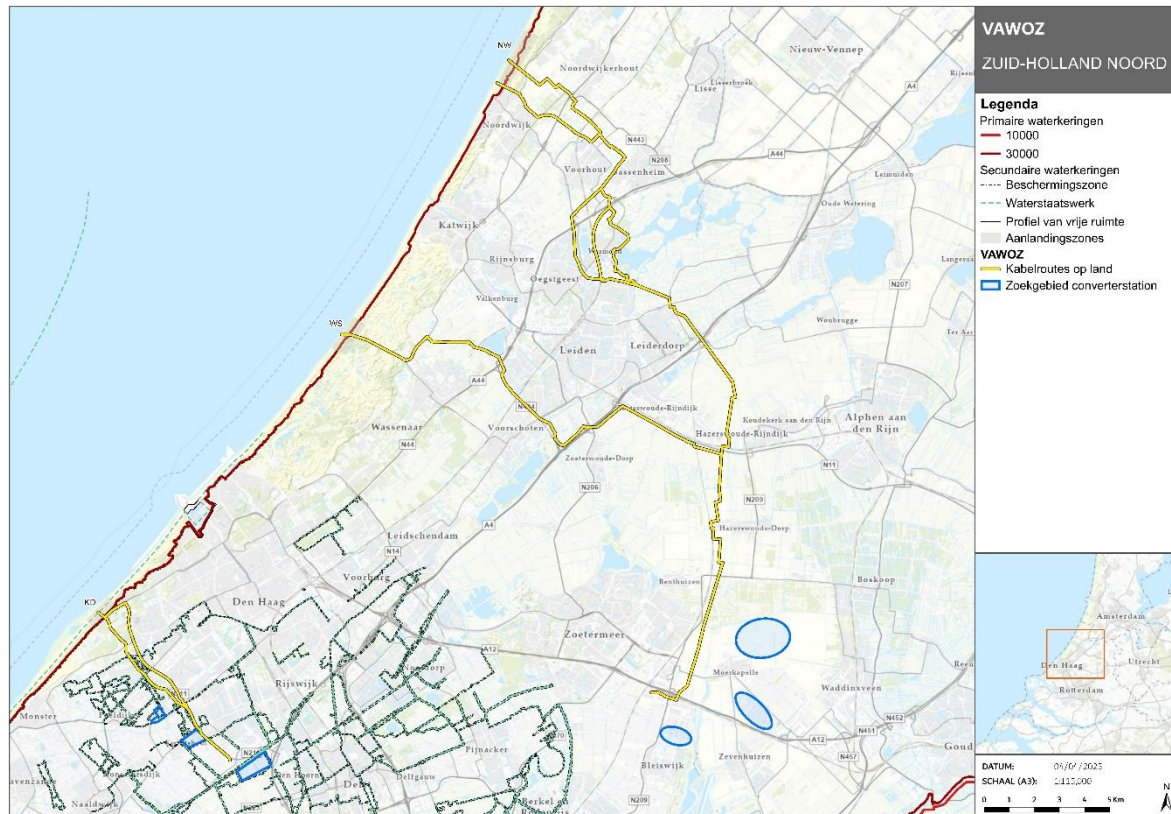 VAWOZ
ZUID-HOLLAND NOORD
Legenda
Primaire waterkeringen
10000
30000
Secundaire waterkeringen
Beschermingszone
Waterstaatswerk
Profiel van vrije ruimte
Aanlandingszones
VAWOZ
Kabelroutes op land
Zoekgebied converterstation
NW
Noordwijkerhout
Nieuw-Vennep
Lisserbroek
Lisse
A4
Noordwijk
N443
N208
A44
Voorhout
Leimuiden
Oude Wetering
Katwijk
Rijnsburg
Oegstgeest
N207
Valkenburg
Woubrugge
WS
Leiden
Leiderdorp
A44
Wassenaar
Voorschoten
Koudekerk aan den Rijn
Alphen aan
den Rijn
Hazerswoude-Rijndijk
N44
Zoeterwoude-Dorp
N11
N206
N209
A4
Hazerswoude-Dorp
Leidschendam
N14
Voorburg
Benthuizen
Boskoop
KD
Den Haag
Zoetermeer
A12
Moerkapelle
Waddinxveen
Rijswijk
Monster
N452
N451
A12
N457
Zevenhuizen
Pijnacker
Bleiswijk
Delfgauw
Naaldwijk
N209
Amsterdam
Den Haag
Utrecht
Rotterdam
DATUM:
SCHAAL (A3):
0 1 2 3 4 5 Km
N